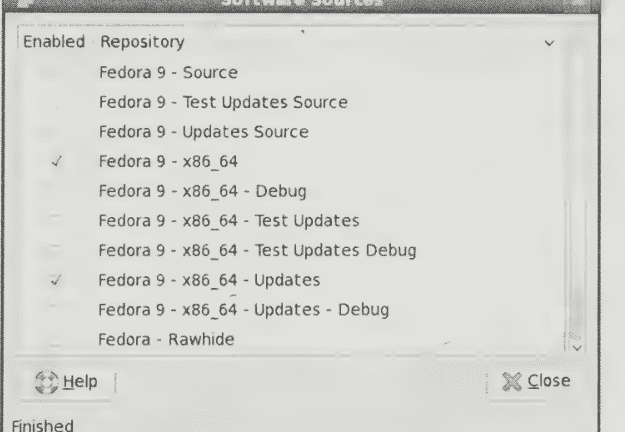 Software Sources
Enabled Repository
Fedora 9 - Source
Fedora 9 - Test Updates Source
Fedora 9 - Updates Source
Fedora 9 - x86_64
Fedora 9 - x86_64 - Debug
Fedora 9 - x86_64 - Test Updates
Fedora 9 - x86_64 - Test Updates Debug
Fedora 9 - x86_64 - Updates
Fedora 9 - x86_64 - Updates - Debug
Fedora - Rawhide
Help
Close
Finished